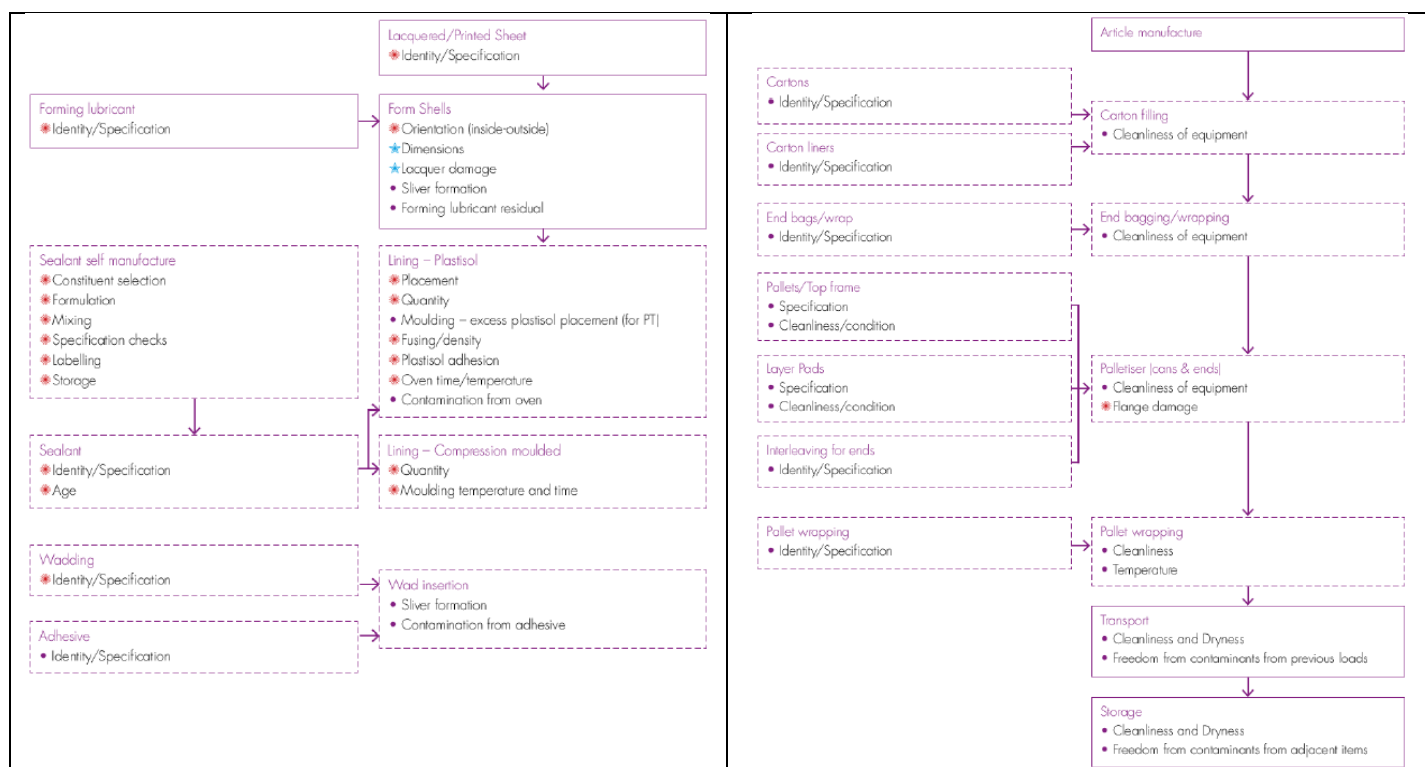 Lacquered/Printed Sheet
Identity/Specification
Forming lubricant
Identity/Specification
Form Shells
Orientation (inside-outside)
Dimensions
Lacquer damage
Sliver formation
Forming lubricant residual
Sealant self manufacture
Constituent selection
Formulation
Mixing
Specification checks
Labelling
Storage
Lining – Plastisol
Placement
Quantity
Moulding – excess plastisol placement (for PT)
Fusing/density
Plastisol adhesion
Oven time/temperature
Contamination from oven
Sealant
Identity/Specification
Age
Lining – Compression moulded
Quantity
Moulding temperature and time
Wadding
Identity/Specification
Adhesive
Identity/Specification
Wad insertion
Sliver formation
Contamination from adhesive
Article manufacture
Cartons
Identity/Specification
Carton liners
Identity/Specification
Carton filling
Cleanliness of equipment
End bags/wrap
Identity/Specification
End bagging/wrapping
Cleanliness of equipment
Pallets/Top frame
Specification
Cleanliness/condition
Layer Pads
Specification
Cleanliness/condition
Interleaving for ends
Identity/Specification
Palletiser (cans & ends)
Cleanliness of equipment
Flange damage
Pallet wrapping
Identity/Specification
Pallet wrapping
Cleanliness
Temperature
Transport
Cleanliness and Dryness
Freedom from contaminants from previous loads
Storage
Cleanliness and Dryness
Freedom from contaminants from adjacent items